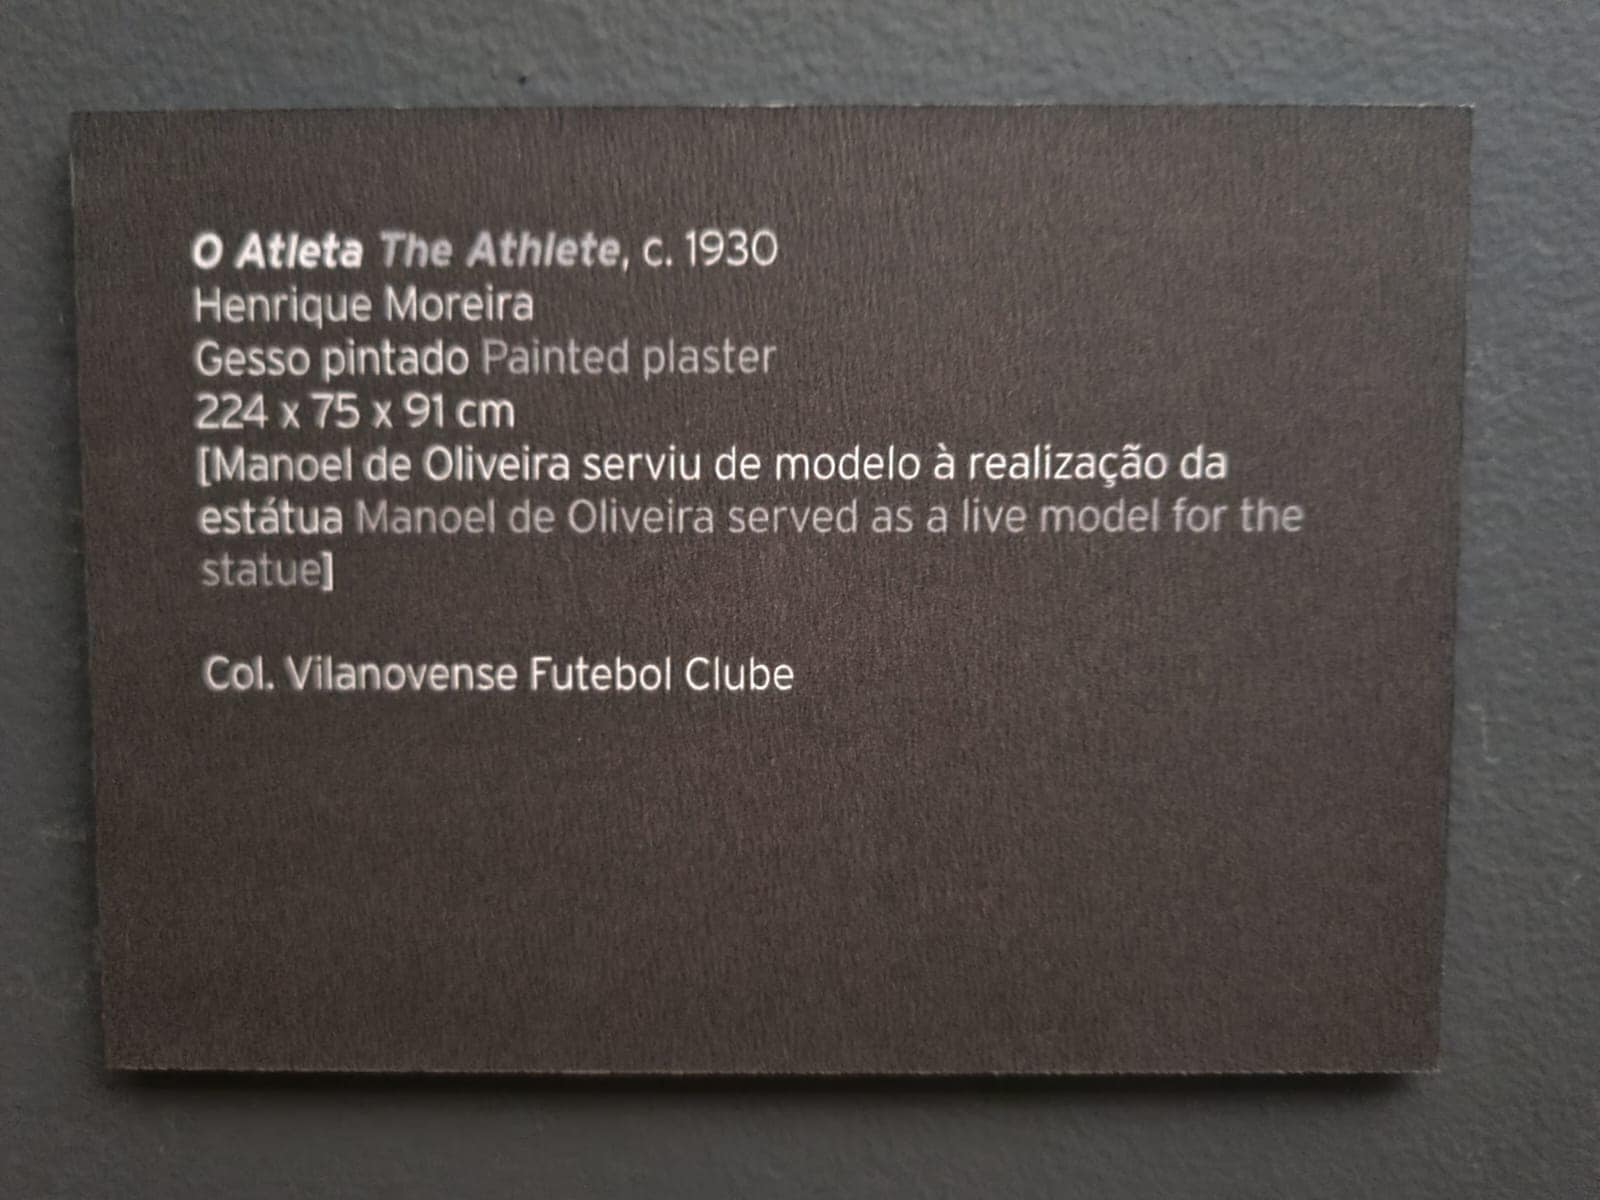 O Atleta The Athlete, c. 1930
Henrique Moreira
Gesso pintado Painted plaster
224 x 75 x 91 cm
[Manoel de Oliveira serviu de modelo à realização da
estátua Manoel de Oliveira served as a live model for the
statue]
Col. Vilanovense Futebol Clube